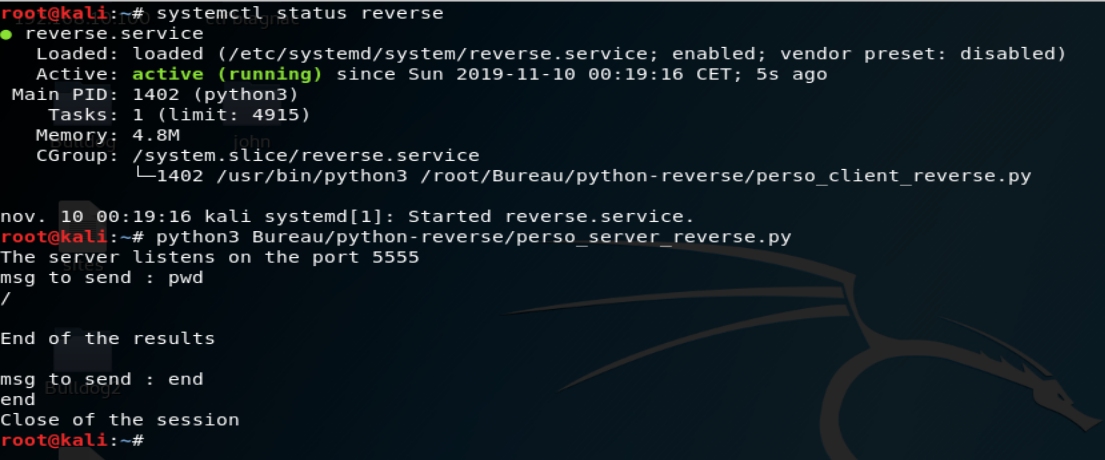 root@kali:~# systemctl status reverse
● reverse.service
   Loaded: loaded (/etc/systemd/system/reverse.service; enabled; vendor preset: disabled)
   Active: active (running) since Sun 2019-11-10 00:19:16 CET; 5s ago
 Main PID: 1402 (python3)
    Tasks: 1 (limit: 4915)
   Memory: 4.8M
   CGroup: /system.slice/reverse.service
           └─1402 /usr/bin/python3 /root/Bureau/python-reverse/perso_client_reverse.py
john
nov. 10 00:19:16 kali systemd[1]: Started reverse.service.
root@kali:~# python3 Bureau/python-reverse/perso_server_reverse.py
The server listens on the port 5555
sites
msg to send : pwd
/
End of the results
msg to send : end
Bulldog2
end
Close of the session
root@kali:~#